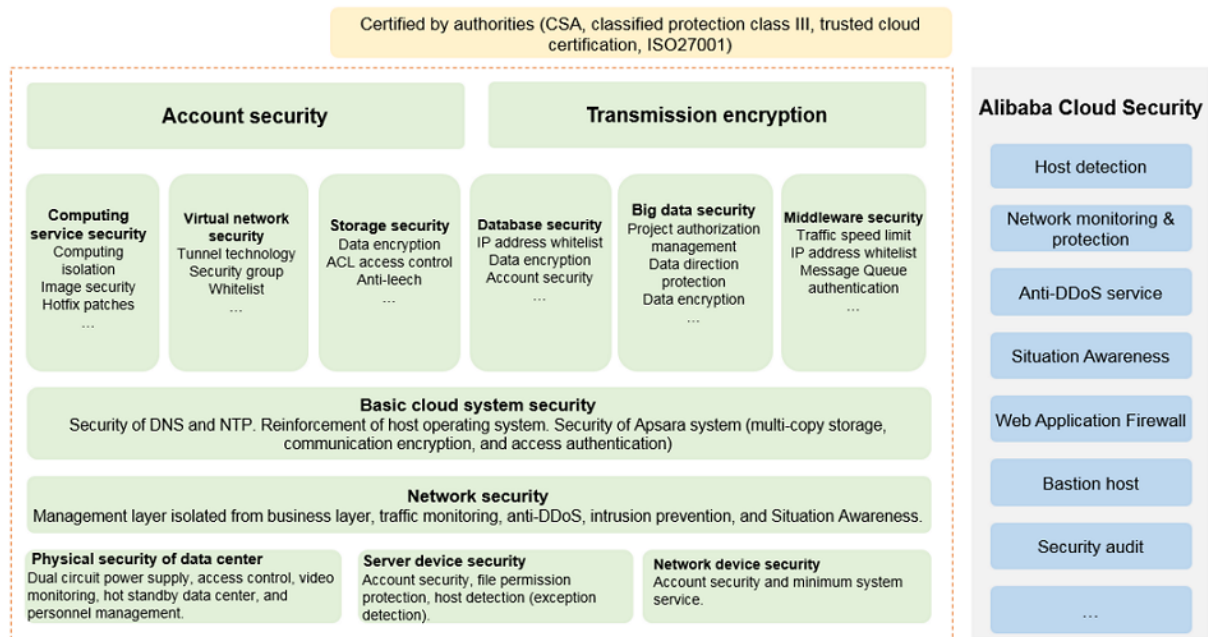 Certified by authorities (CSA, classified protection class III, trusted cloud
certification, ISO27001)
Account security
Transmission encryption
Computing
service security
Computing
isolation
Image security
Hotfix patches
…
Virtual network
security
Tunnel technology
Security group
Whitelist
…
Storage security
Data encryption
ACL access control
Anti-leech
…
Database security
IP address whitelist
Data encryption
Account security
…
Big data security
Project authorization
management
Data direction
protection
Data encryption
…
Middleware security
Traffic speed limit
IP address whitelist
Message Queue
authentication
…
Basic cloud system security
Security of DNS and NTP. Reinforcement of host operating system. Security of Apsara system (multi-copy storage,
communication encryption, and access authentication)
Network security
Management layer isolated from business layer, traffic monitoring, anti-DDoS, intrusion prevention, and Situation Awareness.
Physical security of data center
Dual circuit power supply, access control, video
monitoring, hot standby data center, and
personnel management.
Server device security
Account security, file permission
protection, host detection (exception
detection).
Network device security
Account security and minimum system
service.
Alibaba Cloud Security
Host detection
Network monitoring &
protection
Anti-DDoS service
Situation Awareness
Web Application Firewall
Bastion host
Security audit
…